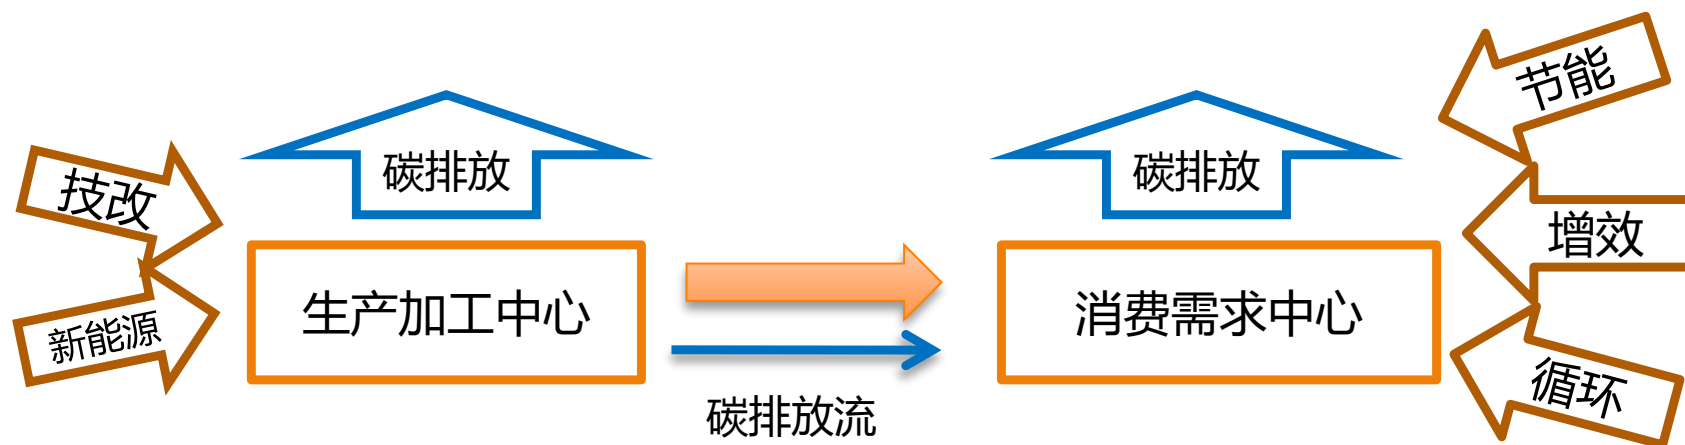 节能
碳排放
碳排放
技改
增效
生产加工中心
消费需求中心
新能源
循环
碳排放流